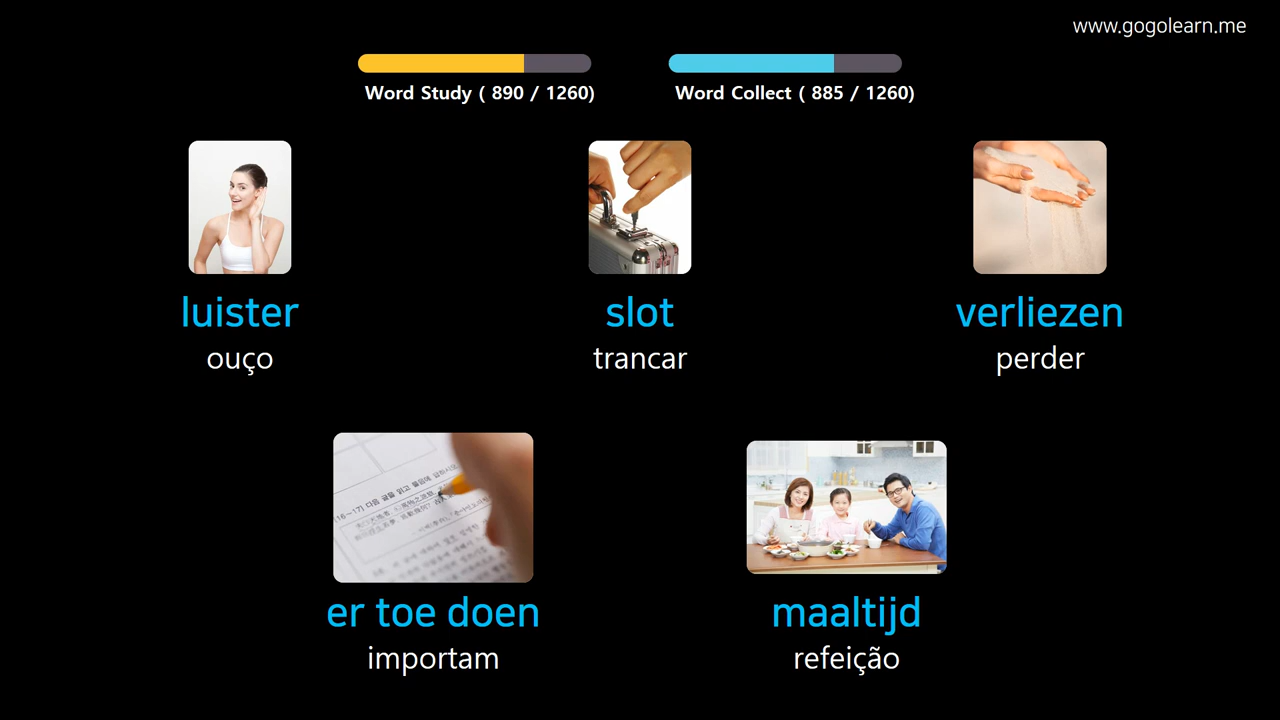 www.gogolearn.me
Word Study ( 890 / 1260)
Word Collect ( 885 / 1260)
luister
ouço
slot
trancar
verliezen
perder
er toe doen
importam
maaltijd
refeição